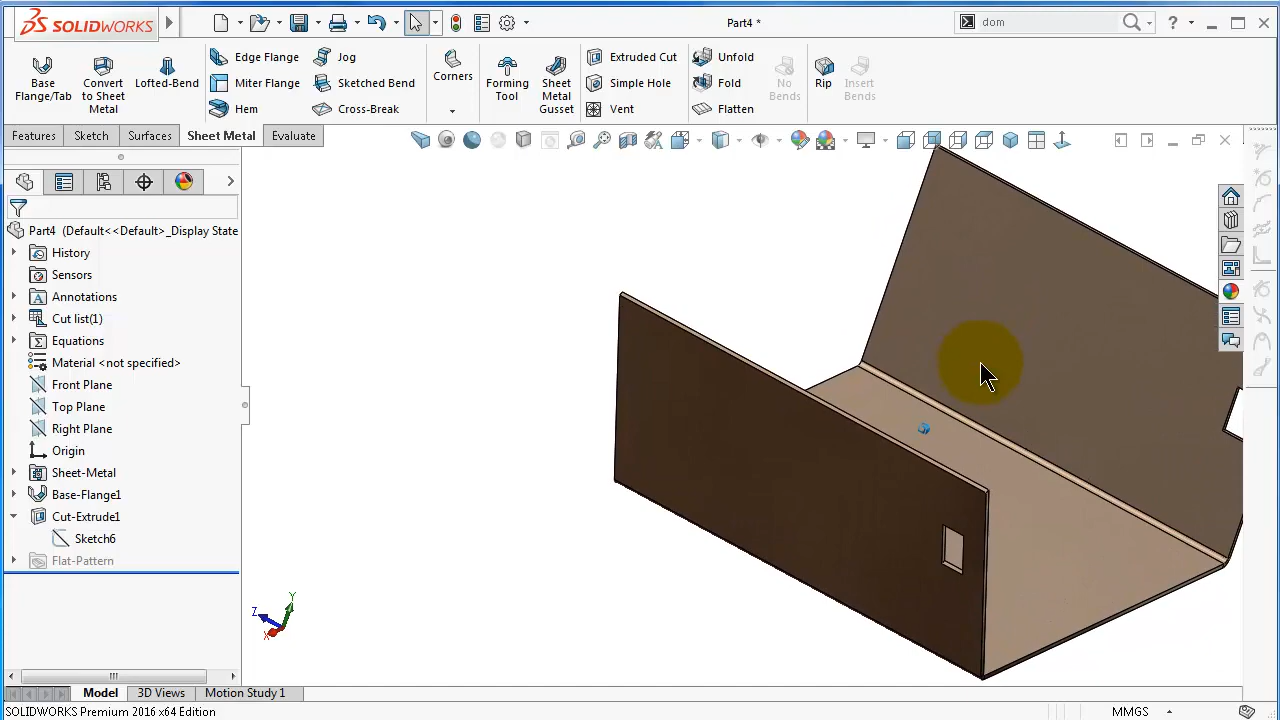 SOLIDWORKS
Part4 *
dom
?
Base
Flange/Tab
Convert
to Sheet
Metal
Lofted-Bend
Edge Flange
Miter Flange
Hem
Jog
Sketched Bend
Cross-Break
Corners
Forming
Tool
Sheet
Metal
Gusset
Extruded Cut
Simple Hole
Vent
Unfold
Fold
Flatten
No
Bends
Rip
Insert
Bends
Features
Sketch
Surfaces
Sheet Metal
Evaluate
Part4 (Default<<Default>_Display State
History
Sensors
Annotations
Cut list(1)
Equations
Material <not specified>
Front Plane
Top Plane
Right Plane
Origin
Sheet-Metal
Base-Flange1
Cut-Extrude1
Sketch6
Flat-Pattern
Y
Z
X
Model
3D Views
Motion Study 1
SOLIDWORKS Premium 2016 x64 Edition
MMGS